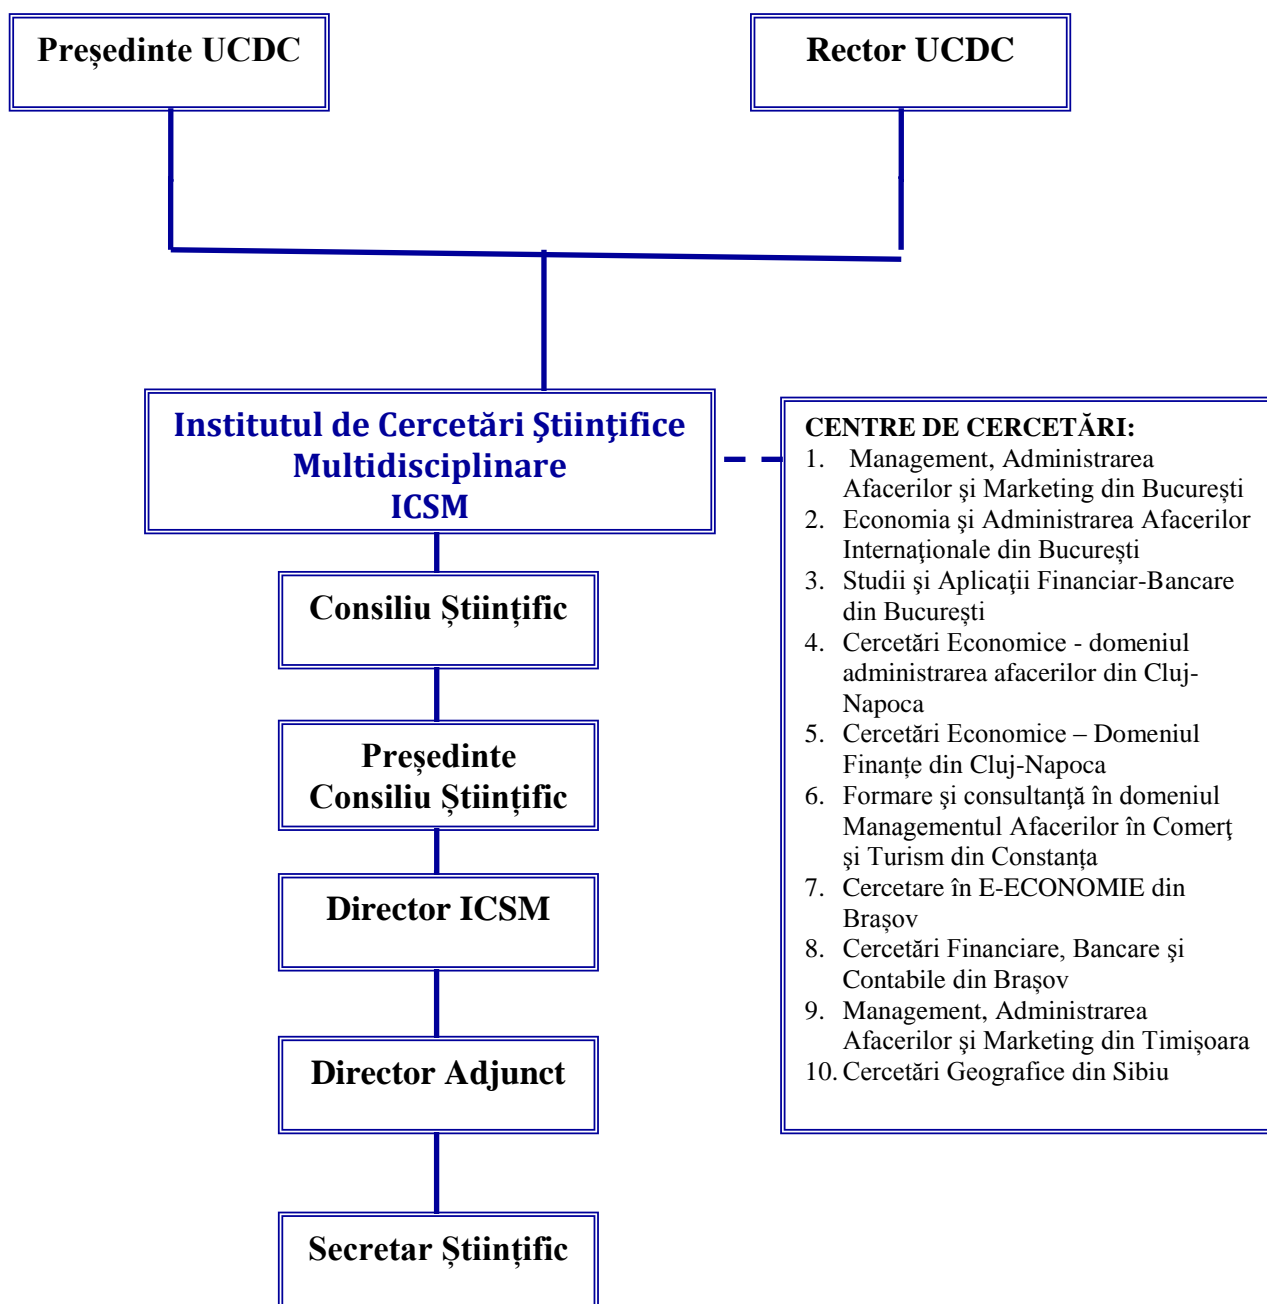 Președinte UCDC
Rector UCDC
Institutul de Cercetări Ştiinţifice
Multidisciplinare
ICSM
Consiliu Științific
Președinte
Consiliu Științific
Director ICSM
Director Adjunct
Secretar Științific
CENTRE DE CERCETĂRI:
1. Management, Administrarea
Afacerilor şi Marketing din București
2. Economia şi Administrarea Afacerilor
Internaţionale din București
3. Studii şi Aplicaţii Financiar-Bancare
din București
4. Cercetări Economice - domeniul
administrarea afacerilor din Cluj-
Napoca
5. Cercetări Economice – Domeniul
Finanțe din Cluj-Napoca
6. Formare şi consultanţă în domeniul
Managementul Afacerilor în Comerţ
şi Turism din Constanța
7. Cercetare în E-ECONOMIE din
Brașov
8. Cercetări Financiare, Bancare şi
Contabile din Brașov
9. Management, Administrarea
Afacerilor şi Marketing din Timișoara
10. Cercetări Geografice din Sibiu